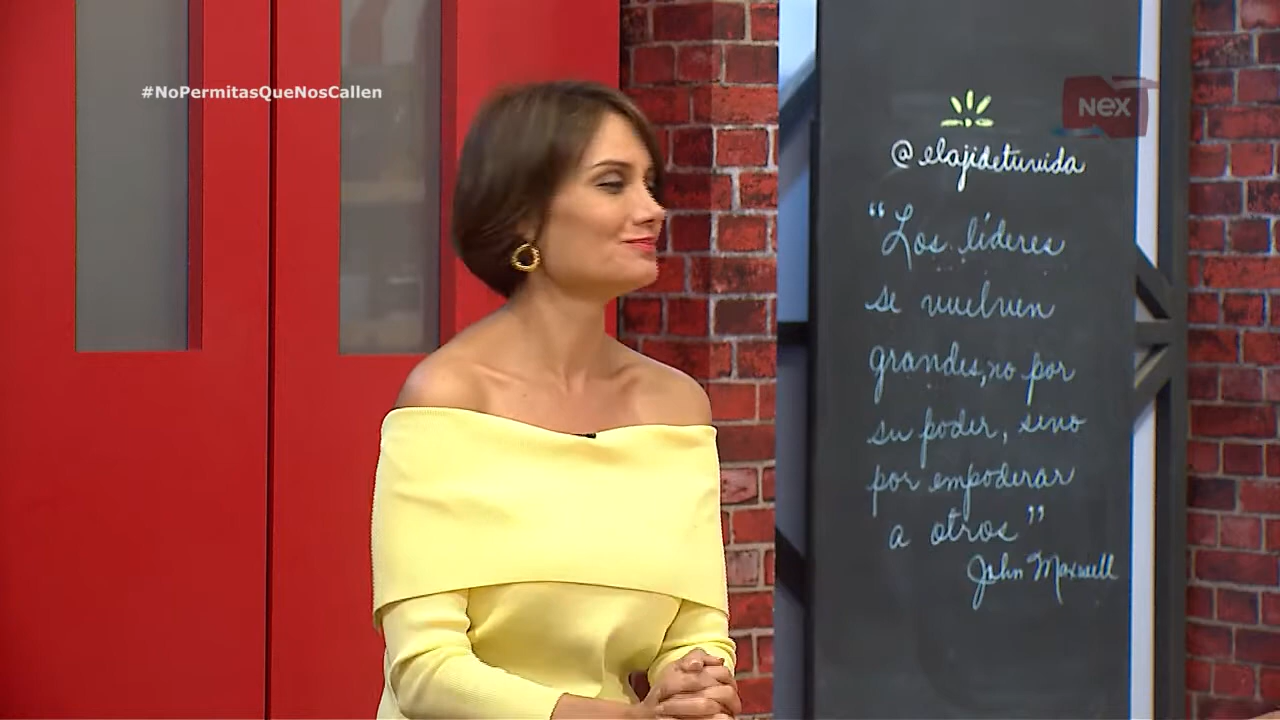 #NoPermitasQueNosCallen
nex
@elajidetuvida
“Los líderes
se vuelven
grandes, no por
su poder, sino
por empoderar
a otros”
John Maxwell